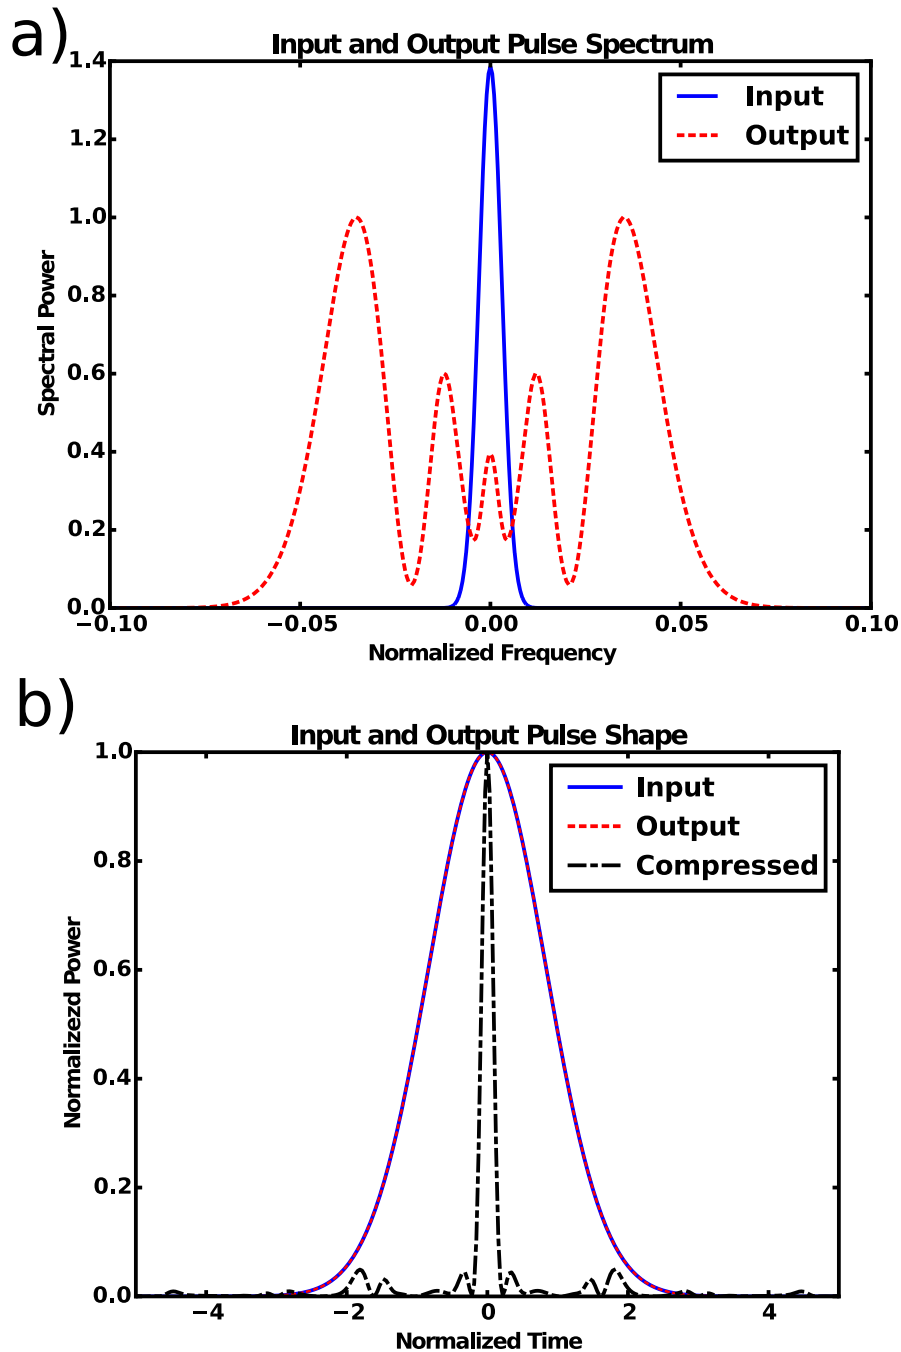 a)
Input and Output Pulse Spectrum
1.4
1.2
1.0
0.8
0.6
0.4
0.2
0.0
Spectral Power
Input
Output
−0.10
−0.05
0.00
0.05
0.10
Normalized Frequency
b)
Input and Output Pulse Shape
1.0
0.8
0.6
0.4
0.2
0.0
Normalizezd Power
Input
Output
Compressed
−4
−2
0
2
4
Normalized Time